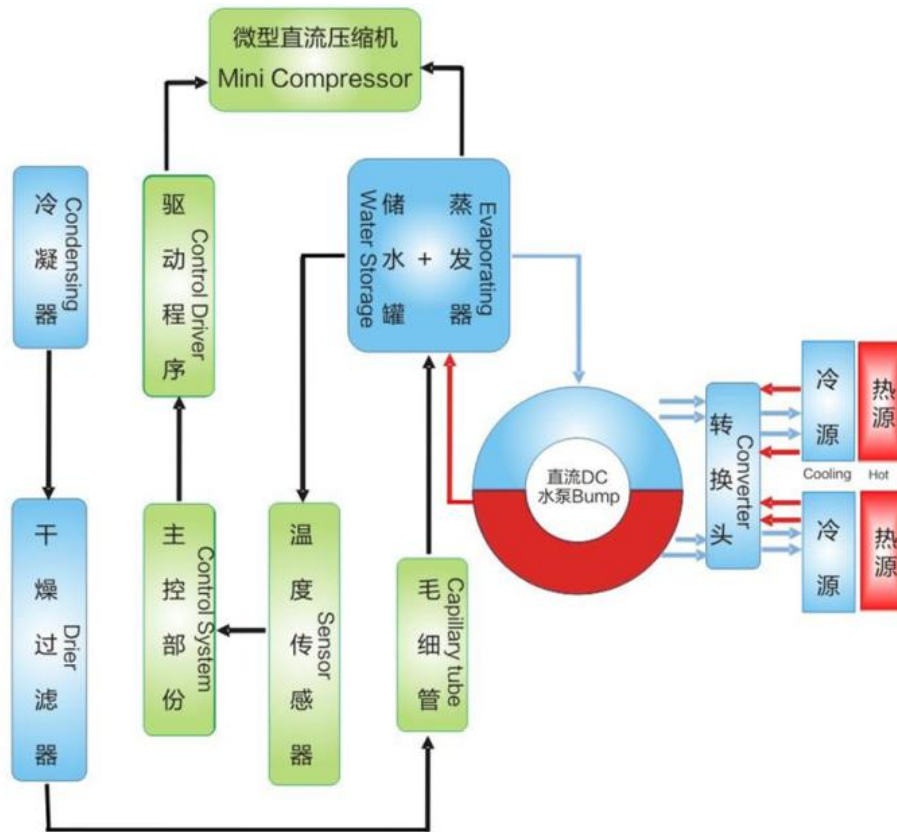 微型直流压缩机
Mini Compressor
冷凝器
Condensing
驱动程序
Control Driver
储水罐
Water Storage
+
蒸发器
Evaporating
直流DC
水泵Bump
转换头
Converter
冷源
热源
Cooling
Hot
冷源
热源
干燥过滤器
Drier
主控部份
Control System
温度传感器
Sensor
毛细管
Capillary tube